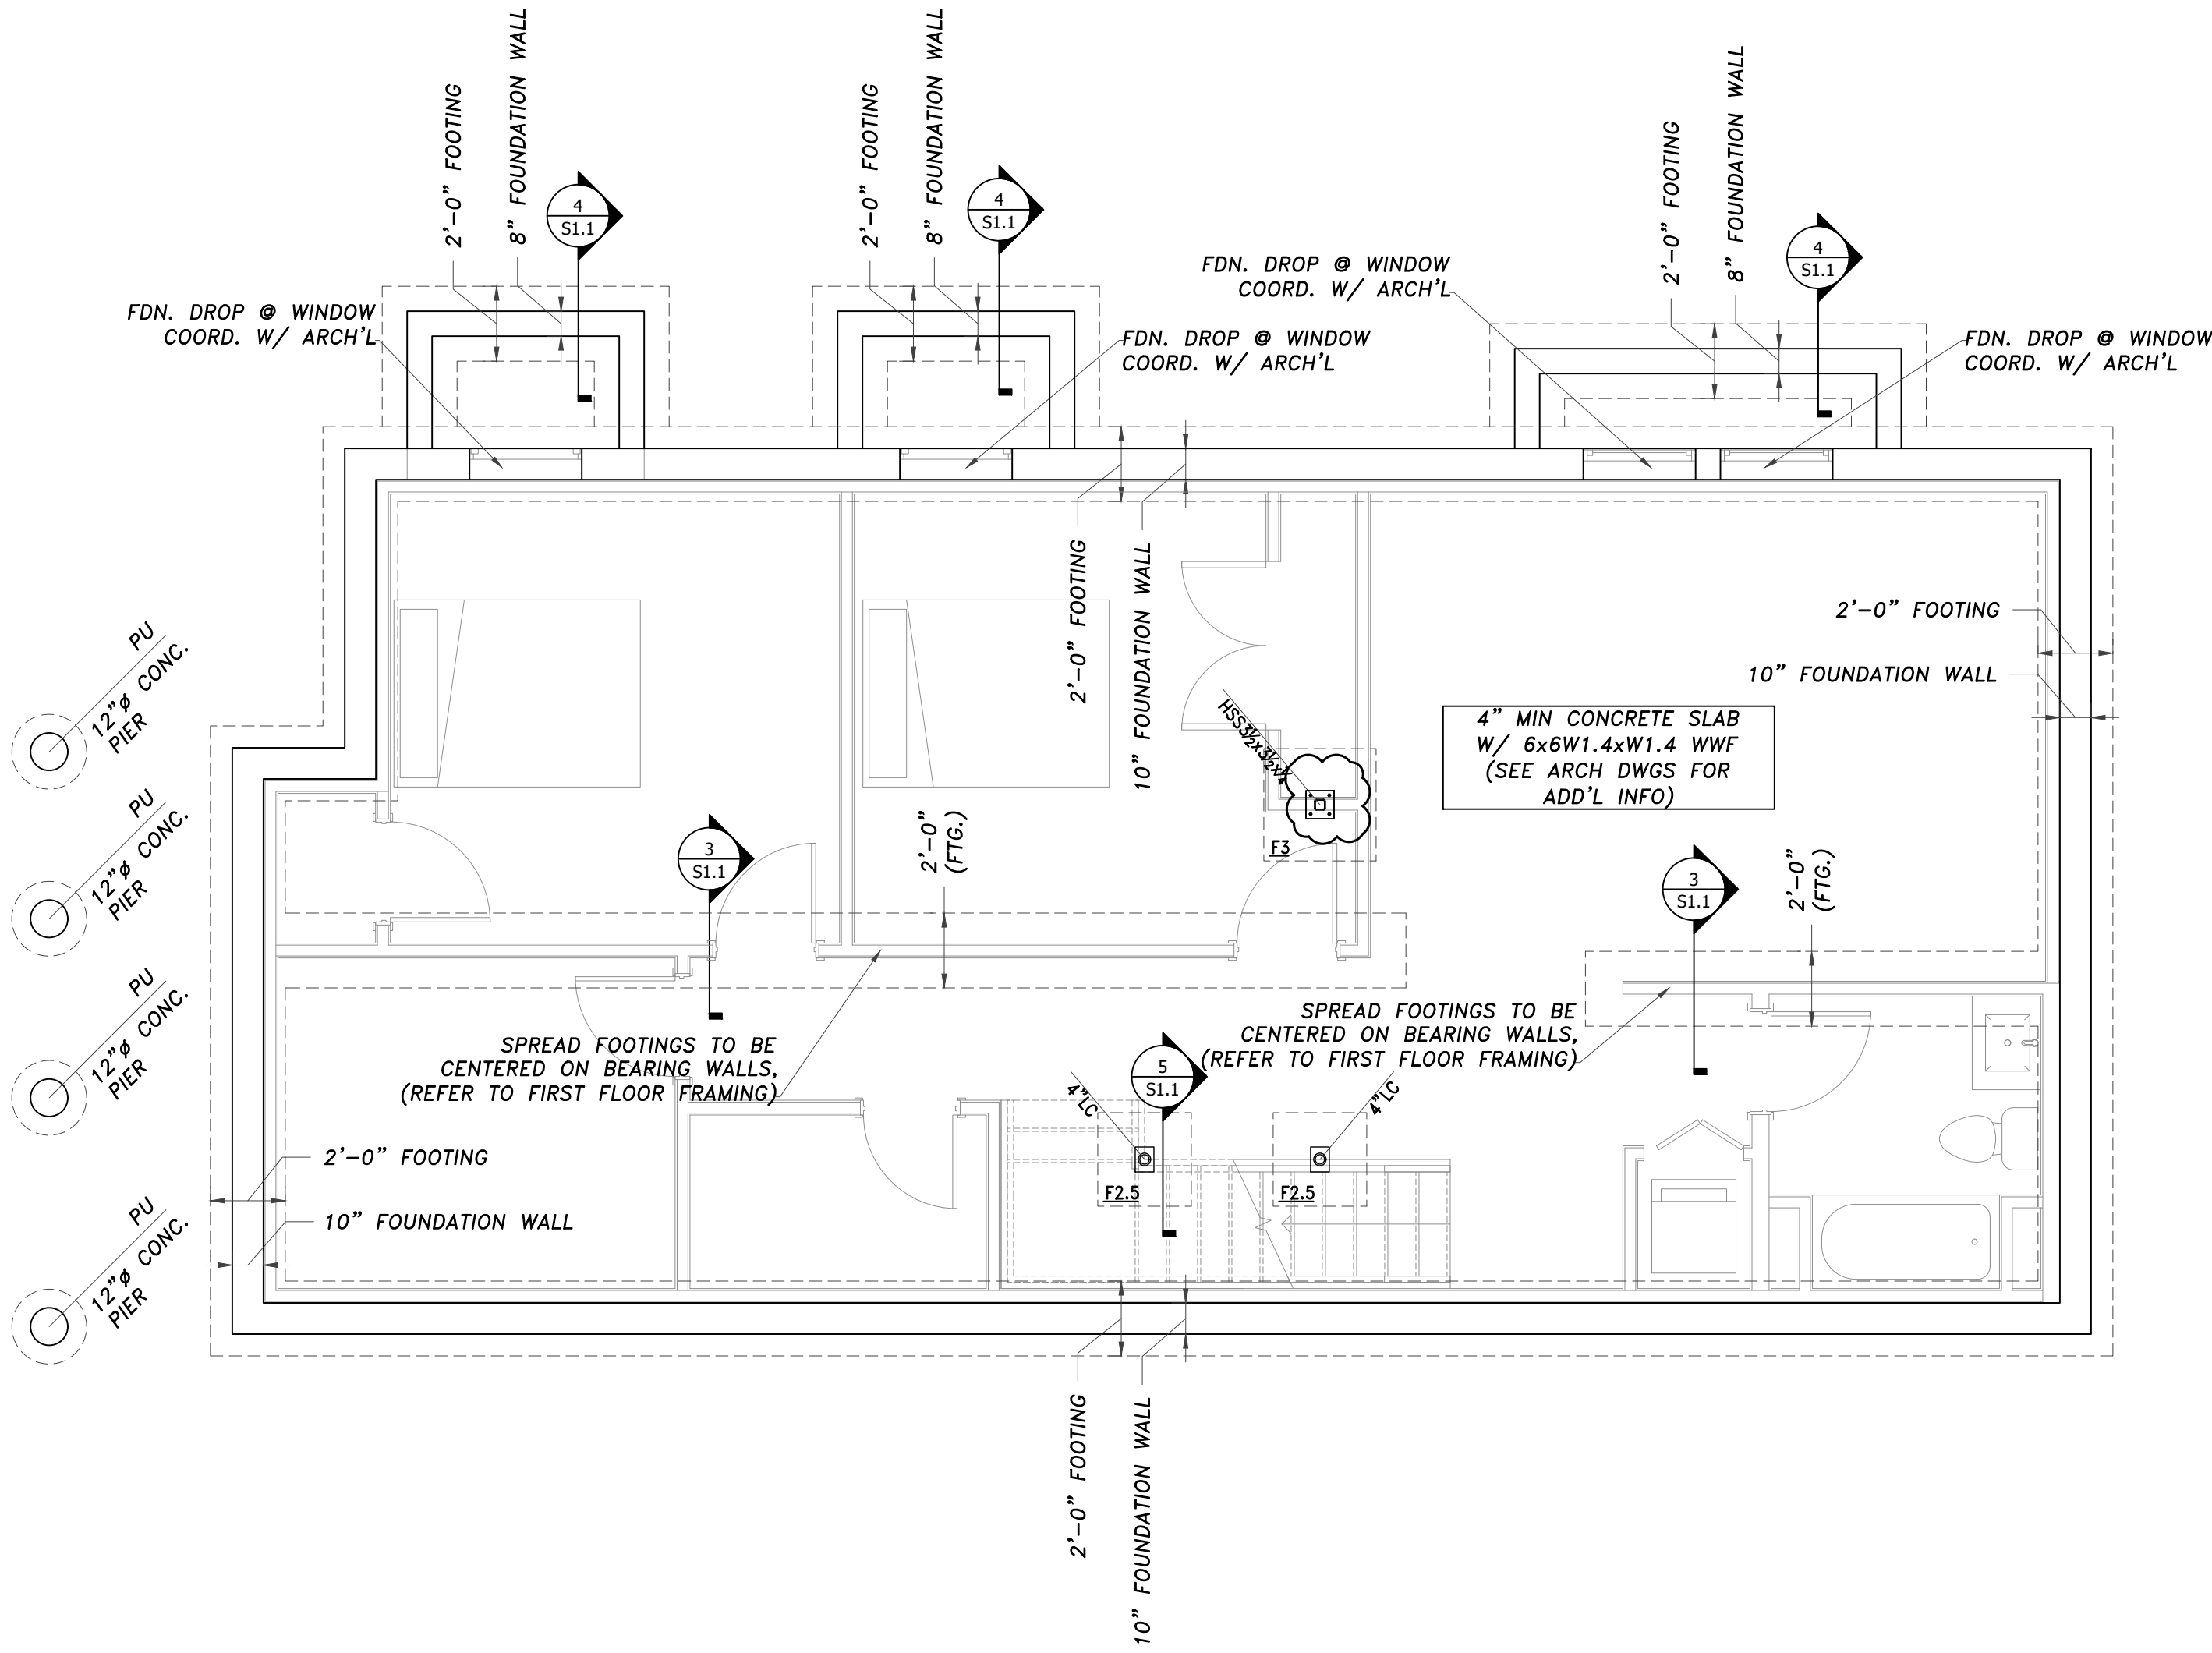 2'-0" FOOTING
8" FOUNDATION WALL
2'-0" FOOTING
8" FOUNDATION WALL
2'-0" FOOTING
8" FOUNDATION WALL
4
S1.1
4
S1.1
4
S1.1
FDN. DROP @ WINDOW
COORD. W/ ARCH'L
FDN. DROP @ WINDOW
COORD. W/ ARCH'L
FDN. DROP @ WINDOW
COORD. W/ ARCH'L
FDN. DROP @ WINDOW
COORD. W/ ARCH'L
2'-0" FOOTING
10" FOUNDATION WALL
2'-0" FOOTING
10" FOUNDATION WALL
PU
12"ø CONC.
PIER
PU
12"ø CONC.
PIER
PU
12"ø CONC.
PIER
PU
12"ø CONC.
PIER
HSS3½x3½x¼
F3
4" MIN CONCRETE SLAB
W/ 6x6W1.4xW1.4 WWF
(SEE ARCH DWGS FOR
ADD'L INFO)
3
S1.1
2'-0"
(FTG.)
3
S1.1
2'-0"
(FTG.)
SPREAD FOOTINGS TO BE
CENTERED ON BEARING WALLS,
(REFER TO FIRST FLOOR FRAMING)
SPREAD FOOTINGS TO BE
CENTERED ON BEARING WALLS,
(REFER TO FIRST FLOOR FRAMING)
5
S1.1
4"LC
4"LC
F2.5
F2.5
2'-0" FOOTING
10" FOUNDATION WALL
2'-0" FOOTING
10" FOUNDATION WALL